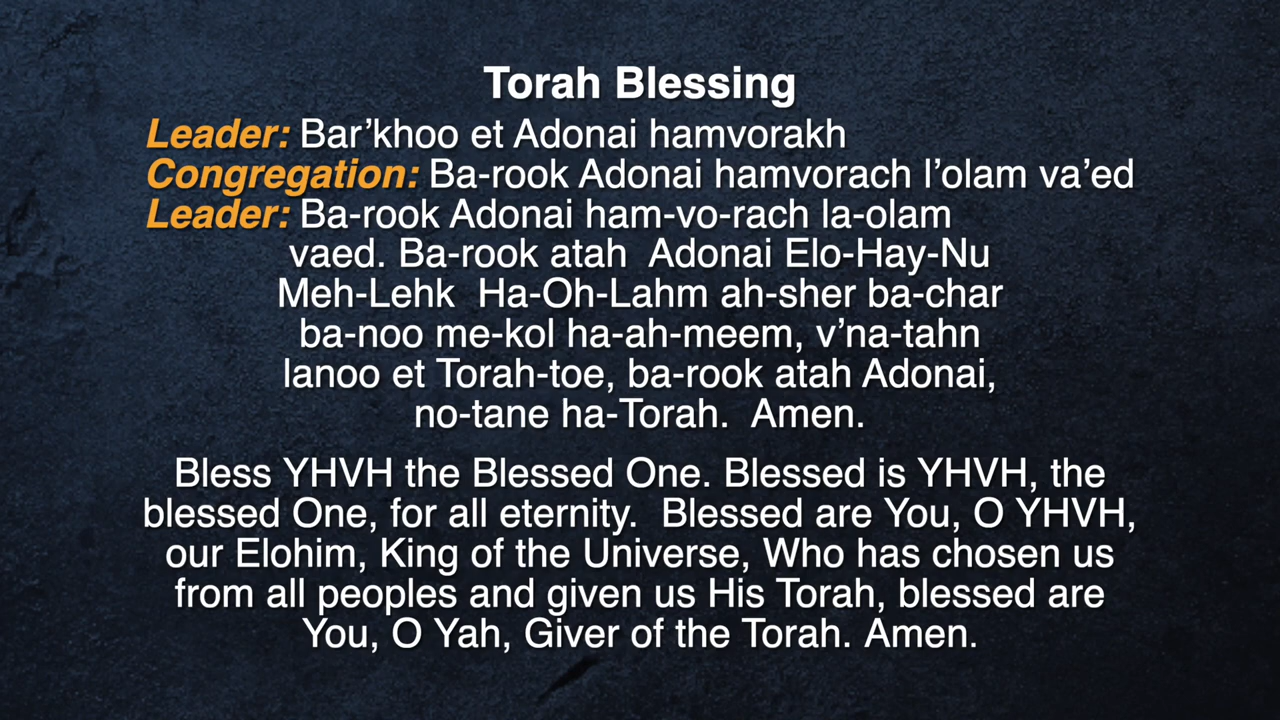 Torah Blessing
Leader: Bar’khoo et Adonai hamvorakh
Congregation: Ba-rook Adonai hamvorach l’olam va’ed
Leader: Ba-rook Adonai ham-vo-rach la-olam
vaed. Ba-rook atah  Adonai Elo-Hay-Nu
Meh-Lehk  Ha-Oh-Lahm ah-sher ba-char
ba-noo me-kol ha-ah-meem, v’na-tahn
lanoo et Torah-toe, ba-rook atah Adonai,
no-tane ha-Torah.  Amen.
Bless YHVH the Blessed One. Blessed is YHVH, the
blessed One, for all eternity.  Blessed are You, O YHVH,
our Elohim, King of the Universe, Who has chosen us
from all peoples and given us His Torah, blessed are
You, O Yah, Giver of the Torah. Amen.